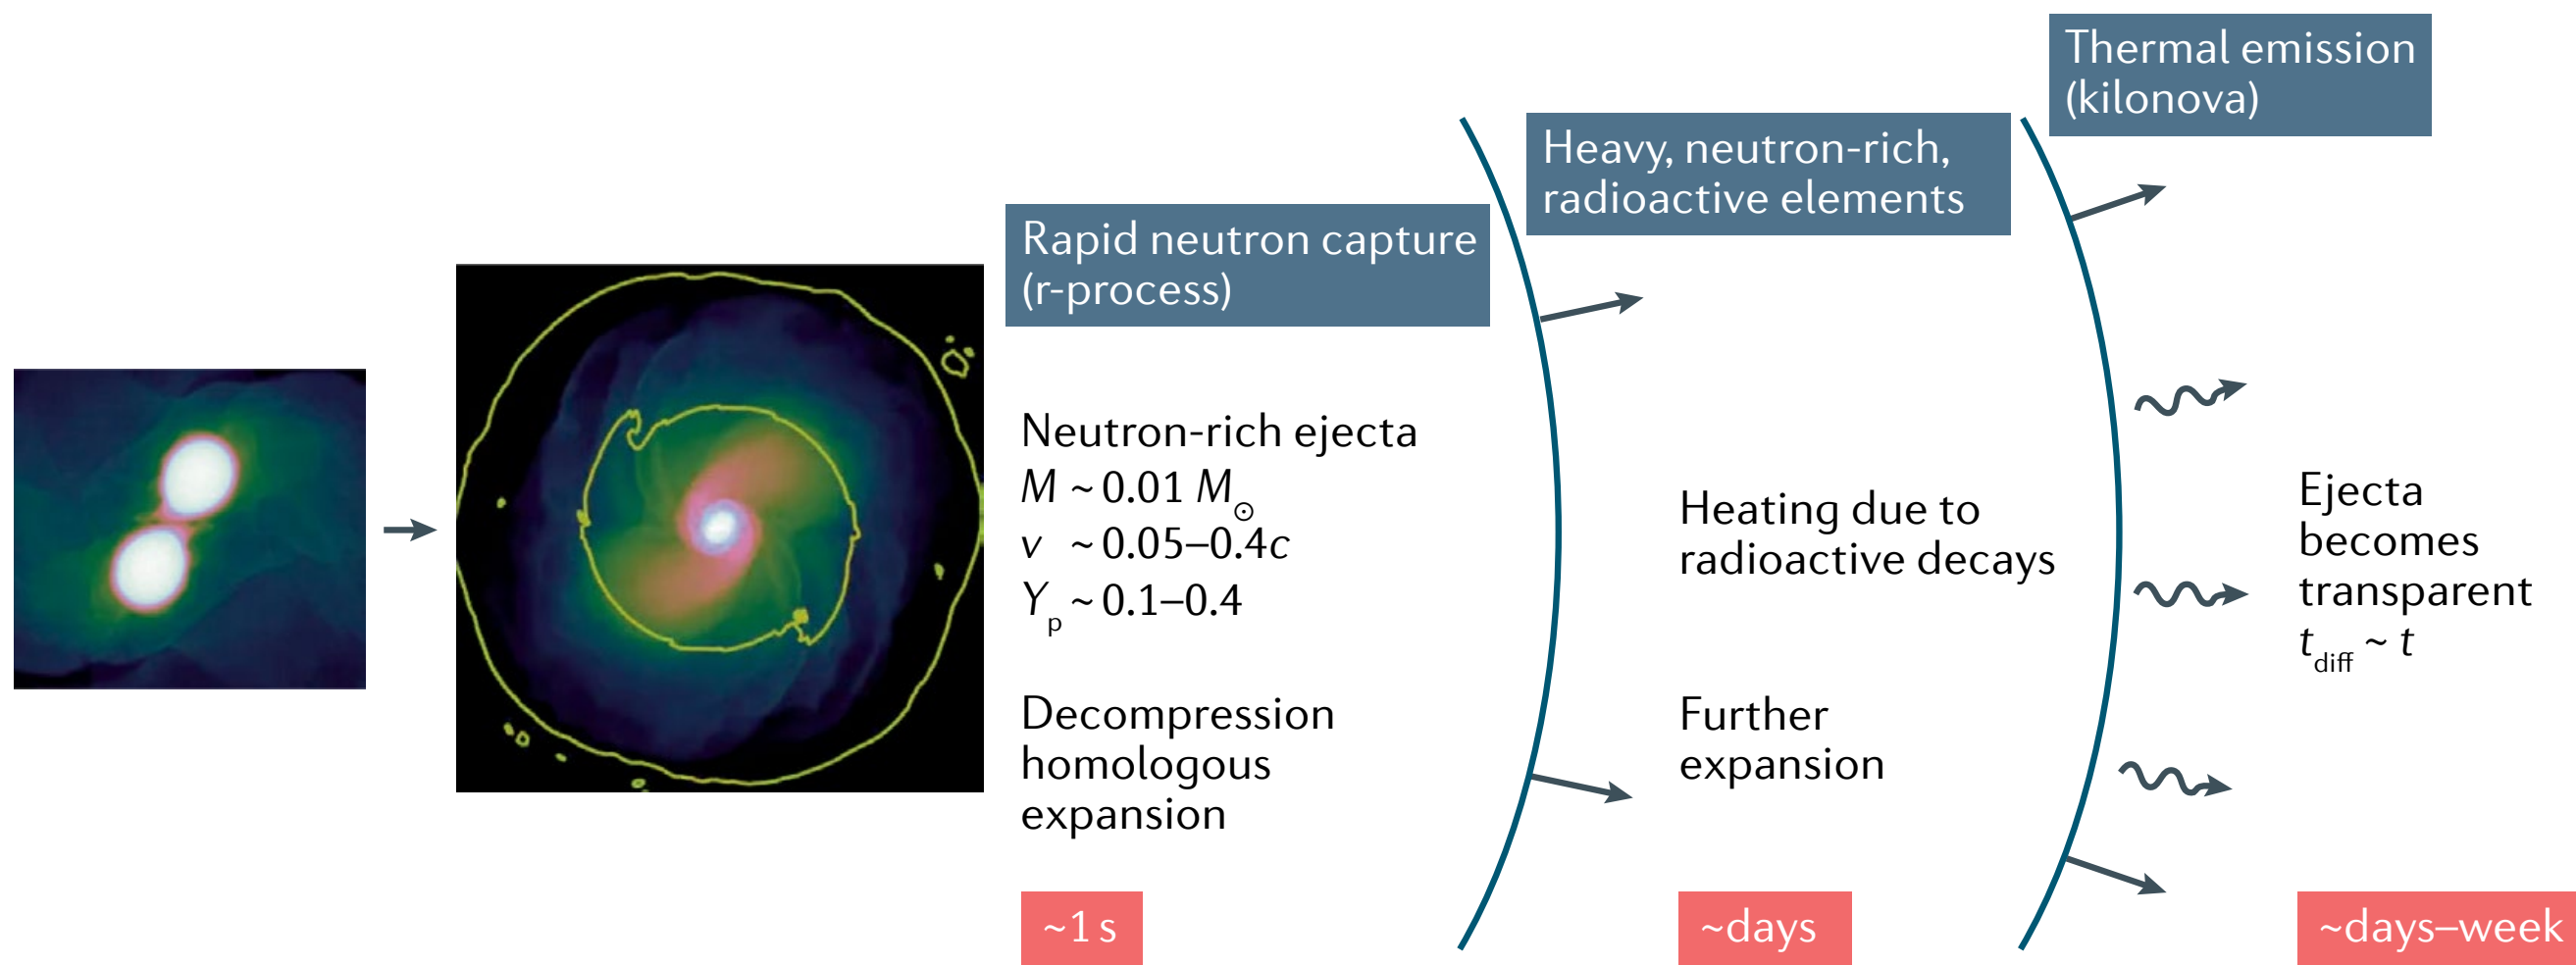 Rapid neutron capture
(r-process)
Neutron-rich ejecta
M ~ 0.01 M☉
v ~ 0.05–0.4c
Yp ~ 0.1–0.4
Decompression
homologous
expansion
~1 s
Heavy, neutron-rich,
radioactive elements
Heating due to
radioactive decays
Further
expansion
~days
Thermal emission
(kilonova)
Ejecta
becomes
transparent
tdiff ~ t
~days–week